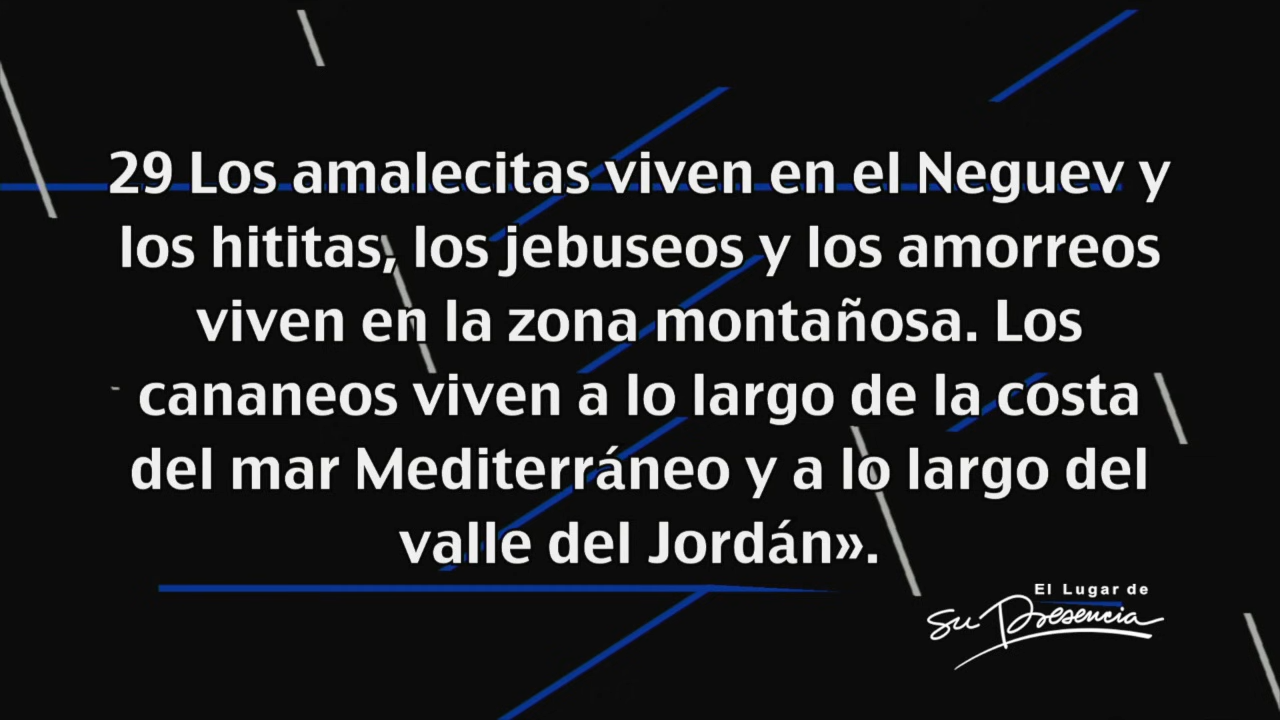 29 Los amalecitas viven en el Neguev y
los hititas, los jebuseos y los amorreos
viven en la zona montañosa. Los
cananeos viven a lo largo de la costa
del mar Mediterráneo y a lo largo del
valle del Jordán».
El Lugar de
Su Presencia